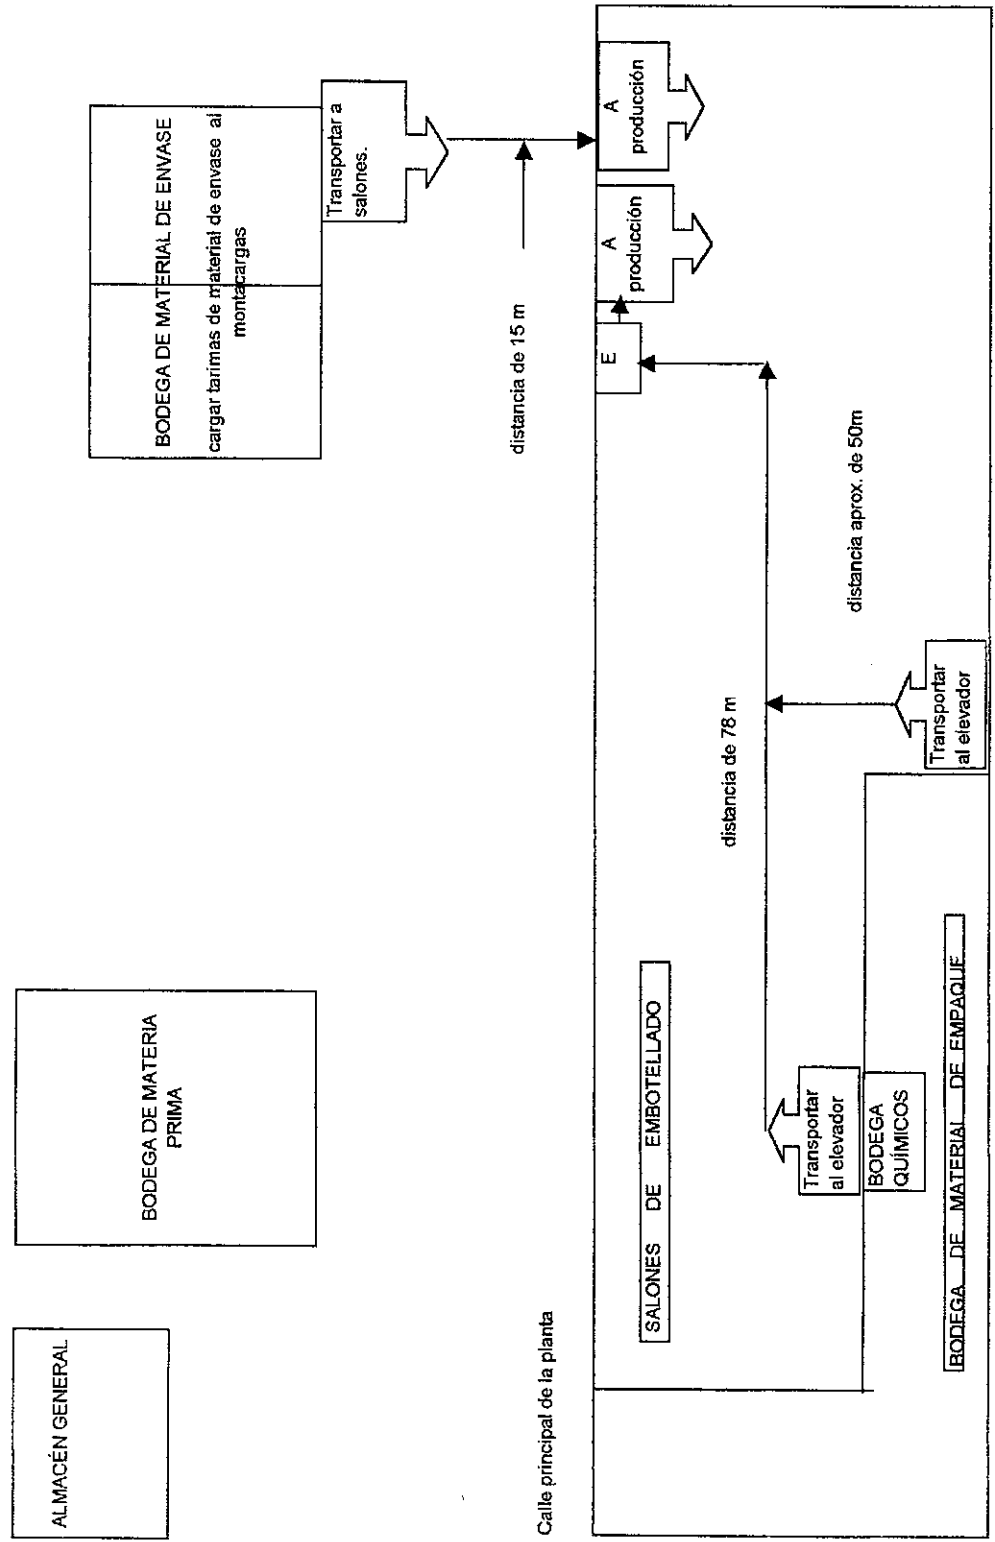 ALMACÉN GENERAL
BODEGA DE MATERIA
PRIMA
BODEGA DE MATERIAL DE ENVASE
cargar tarimas de material de envase al
montacargas
Transportar a
salones.
Calle principal de la planta
distancia de 15 m
E
A
producción
A
producción
SALONES DE EMBOTELLADO
distancia de 78 m
Transportar
al elevador
distancia aprox. de 50m
BODEGA
QUÍMICOS
Transportar
al elevador
BODEGA DE MATERIAL DE EMPAQUE